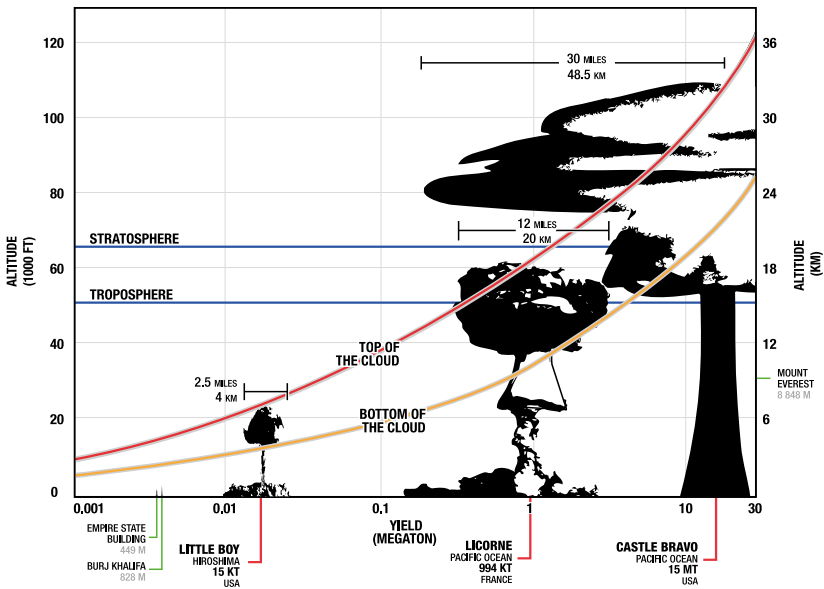 120
100
80
60
40
20
0
ALTITUDE
(1000 FT)
36
30
24
18
12
6
ALTITUDE
(KM)
30 MILES
48.5 KM
12 MILES
20 KM
STRATOSPHERE
TROPOSPHERE
TOP OF
THE CLOUD
2.5 MILES
4 KM
BOTTOM OF
THE CLOUD
MOUNT
EVEREST
8 848 M
0.001
0.01
0.1
1
10
30
YIELD
(MEGATON)
EMPIRE STATE
BUILDING
449 M
BURJ KHALIFA
828 M
LITTLE BOY
HIROSHIMA
15 KT
USA
LICORNE
PACIFIC OCEAN
994 KT
FRANCE
CASTLE BRAVO
PACIFIC OCEAN
15 MT
USA